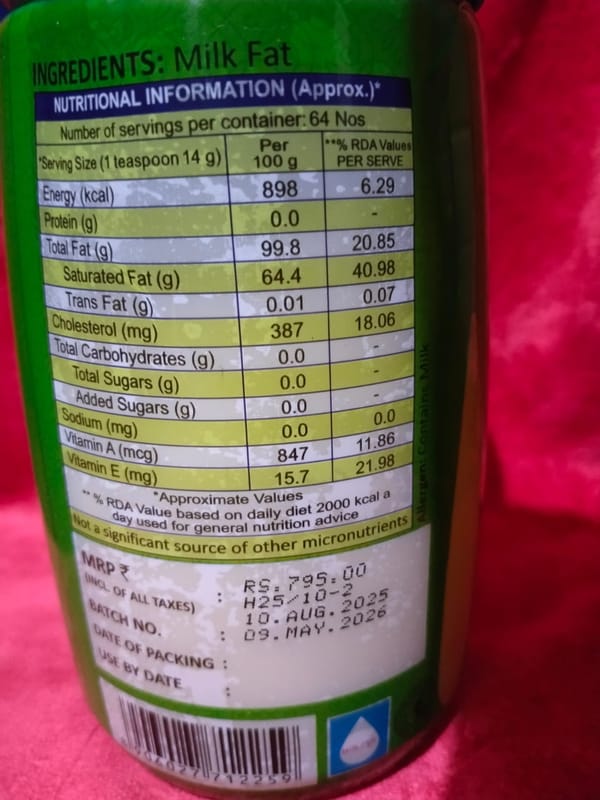 INGREDIENTS: Milk Fat
NUTRITIONAL INFORMATION (Approx.)*
Number of servings per container: 64 Nos
*Serving Size (1 teaspoon 14 g) Per 100 g **% RDA Values PER SERVE
Energy (kcal) 898 6.29
Protein (g) 0.0 -
Total Fat (g) 99.8 20.85
Saturated Fat (g) 64.4 40.98
Trans Fat (g) 0.01 0.07
Cholesterol (mg) 387 18.06
Total Carbohydrates (g) 0.0 -
Total Sugars (g) 0.0 -
Added Sugars (g) 0.0 -
Sodium (mg) 0.0 0.0
Vitamin A (mcg) 847 11.86
Vitamin E (mg) 15.7 21.98
*Approximate Values
** % RDA Value based on daily diet 2000 kcal a
day used for general nutrition advice
Not a significant source of other micronutrients
Allergen: Contains Milk
MRP ₹
(INCL. OF ALL TAXES) : RS. 795.00
BATCH NO. : H25/10-2
DATE OF PACKING : 10. AUG. 2025
USE BY DATE : 09. MAY. 2026